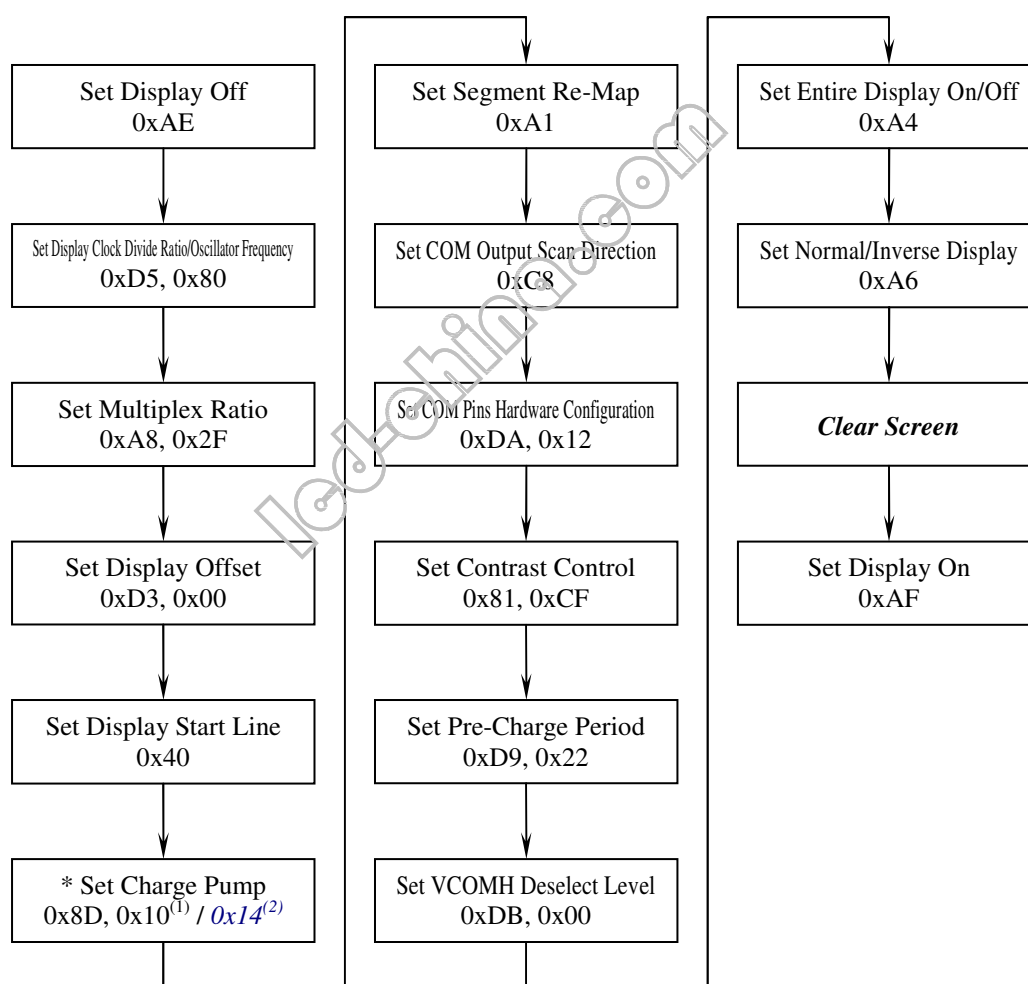 Set Display Off
0xAE
Set Display Clock Divide Ratio/Oscillator Frequency
0xD5, 0x80
Set Multiplex Ratio
0xA8, 0x2F
Set Display Offset
0xD3, 0x00
Set Display Start Line
0x40
* Set Charge Pump
0x8D, 0x10(1) / 0x14(2)
Set Segment Re-Map
0xA1
Set COM Output Scan Direction
0xC8
Set COM Pins Hardware Configuration
0xDA, 0x12
Set Contrast Control
0x81, 0xCF
Set Pre-Charge Period
0xD9, 0x22
Set VCOMH Deselect Level
0xDB, 0x00
Set Entire Display On/Off
0xA4
Set Normal/Inverse Display
0xA6
Clear Screen
Set Display On
0xAF
lcd-china.com